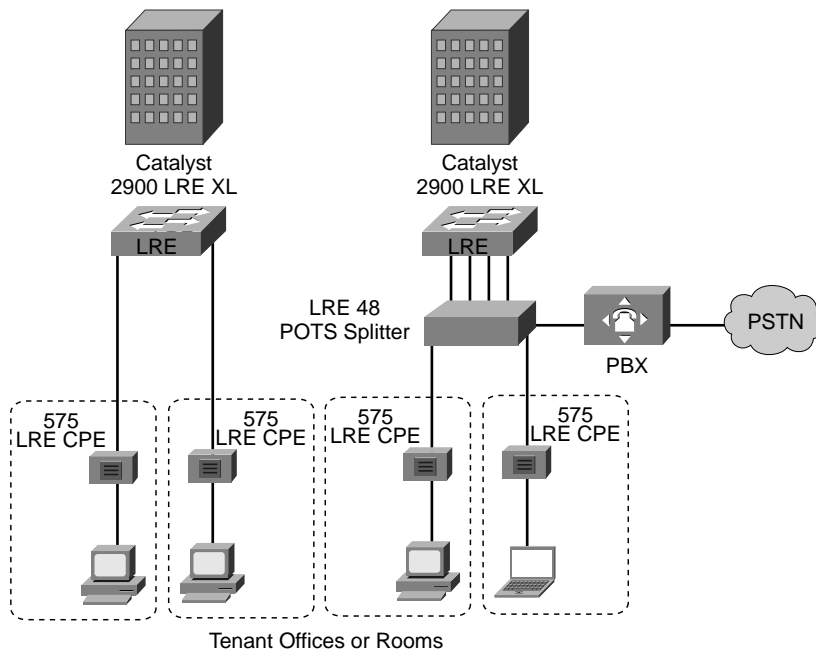 Catalyst
2900 LRE XL
Catalyst
2900 LRE XL
LRE
LRE
LRE 48
POTS Splitter
PBX
PSTN
575
LRE CPE
575
LRE CPE
575
LRE CPE
575
LRE CPE
Tenant Offices or Rooms